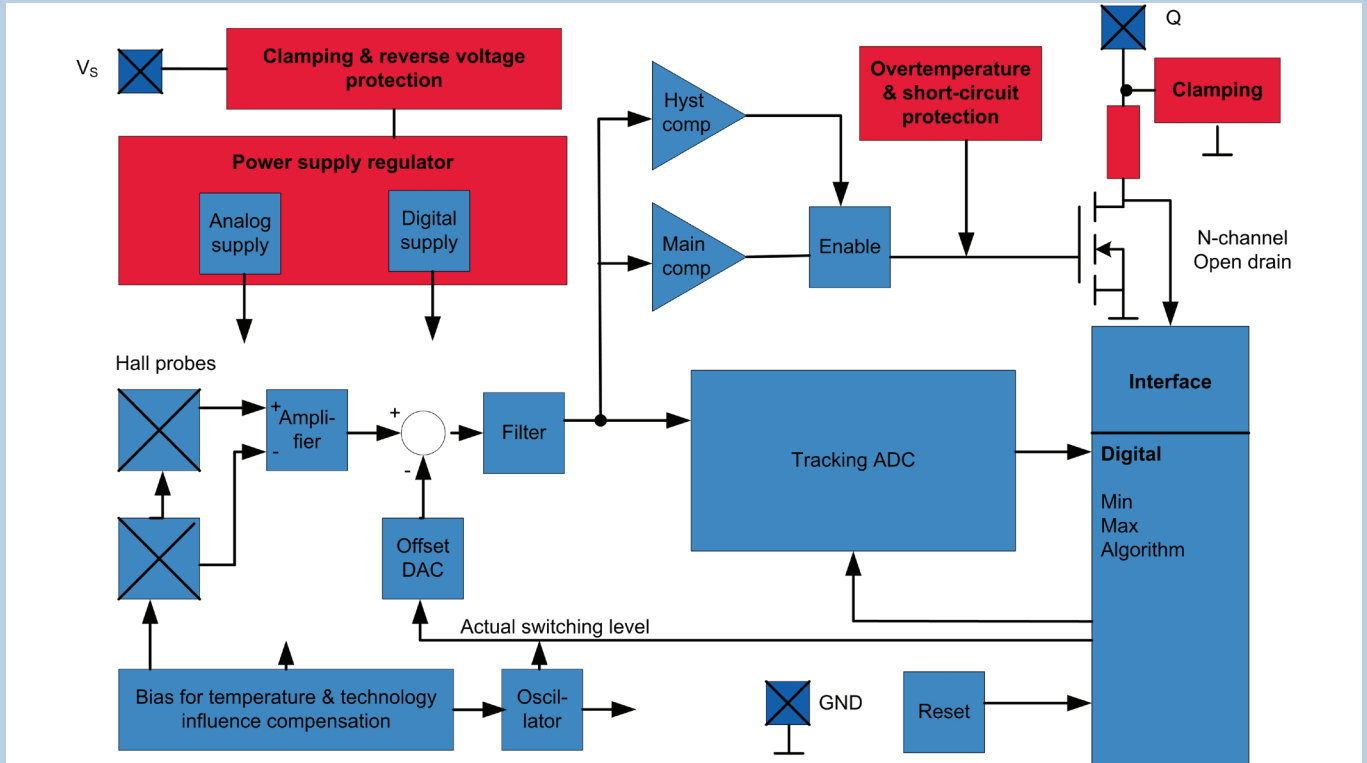 V_S
Clamping & reverse voltage
protection
Power supply regulator
Analog
supply
Digital
supply
Hyst
comp
Main
comp
Enable
Overtemperature
& short-circuit
protection
Q
Clamping
N-channel
Open drain
Hall probes
+
-
Ampli-
fier
+
-
Filter
Offset
DAC
Tracking ADC
Interface
Digital
Min
Max
Algorithm
Actual switching level
Bias for temperature & technology
influence compensation
Oscil-
lator
GND
Reset